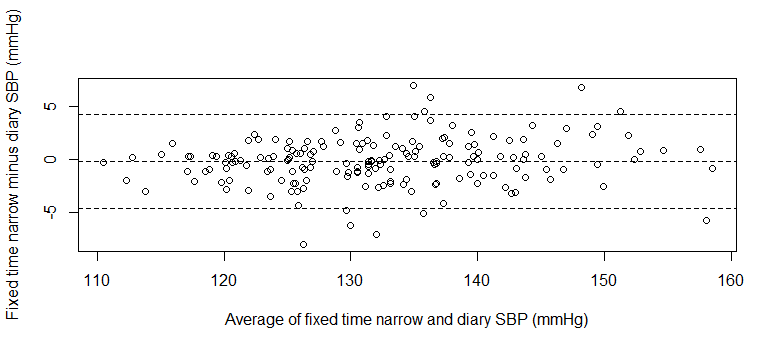 Fixed time narrow minus diary SBP (mmHg)
5
0
-5
110 120 130 140 150 160
Average of fixed time narrow and diary SBP (mmHg)